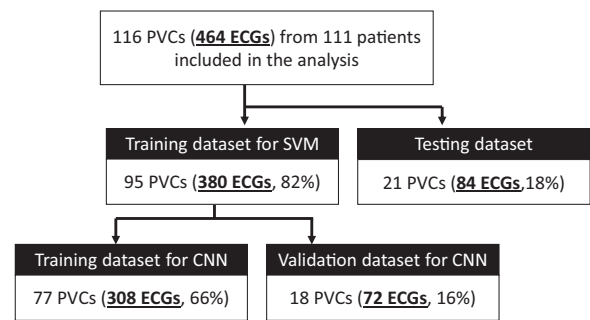 116 PVCs (464 ECGs) from 111 patients
included in the analysis
Training dataset for SVM
95 PVCs (380 ECGs, 82%)
Testing dataset
21 PVCs (84 ECGs,18%)
Training dataset for CNN
77 PVCs (308 ECGs, 66%)
Validation dataset for CNN
18 PVCs (72 ECGs, 16%)